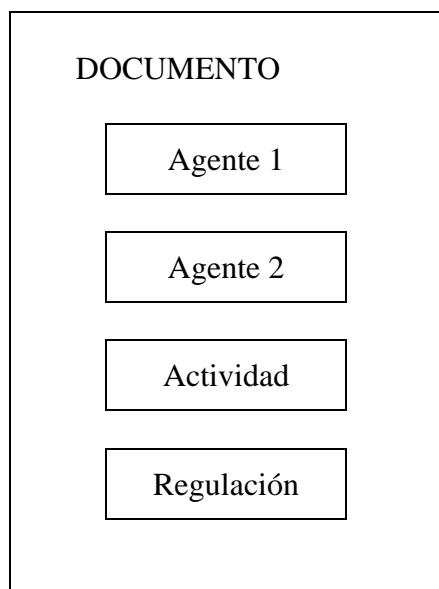 DOCUMENTO
Agente 1
Agente 2
Actividad
Regulación